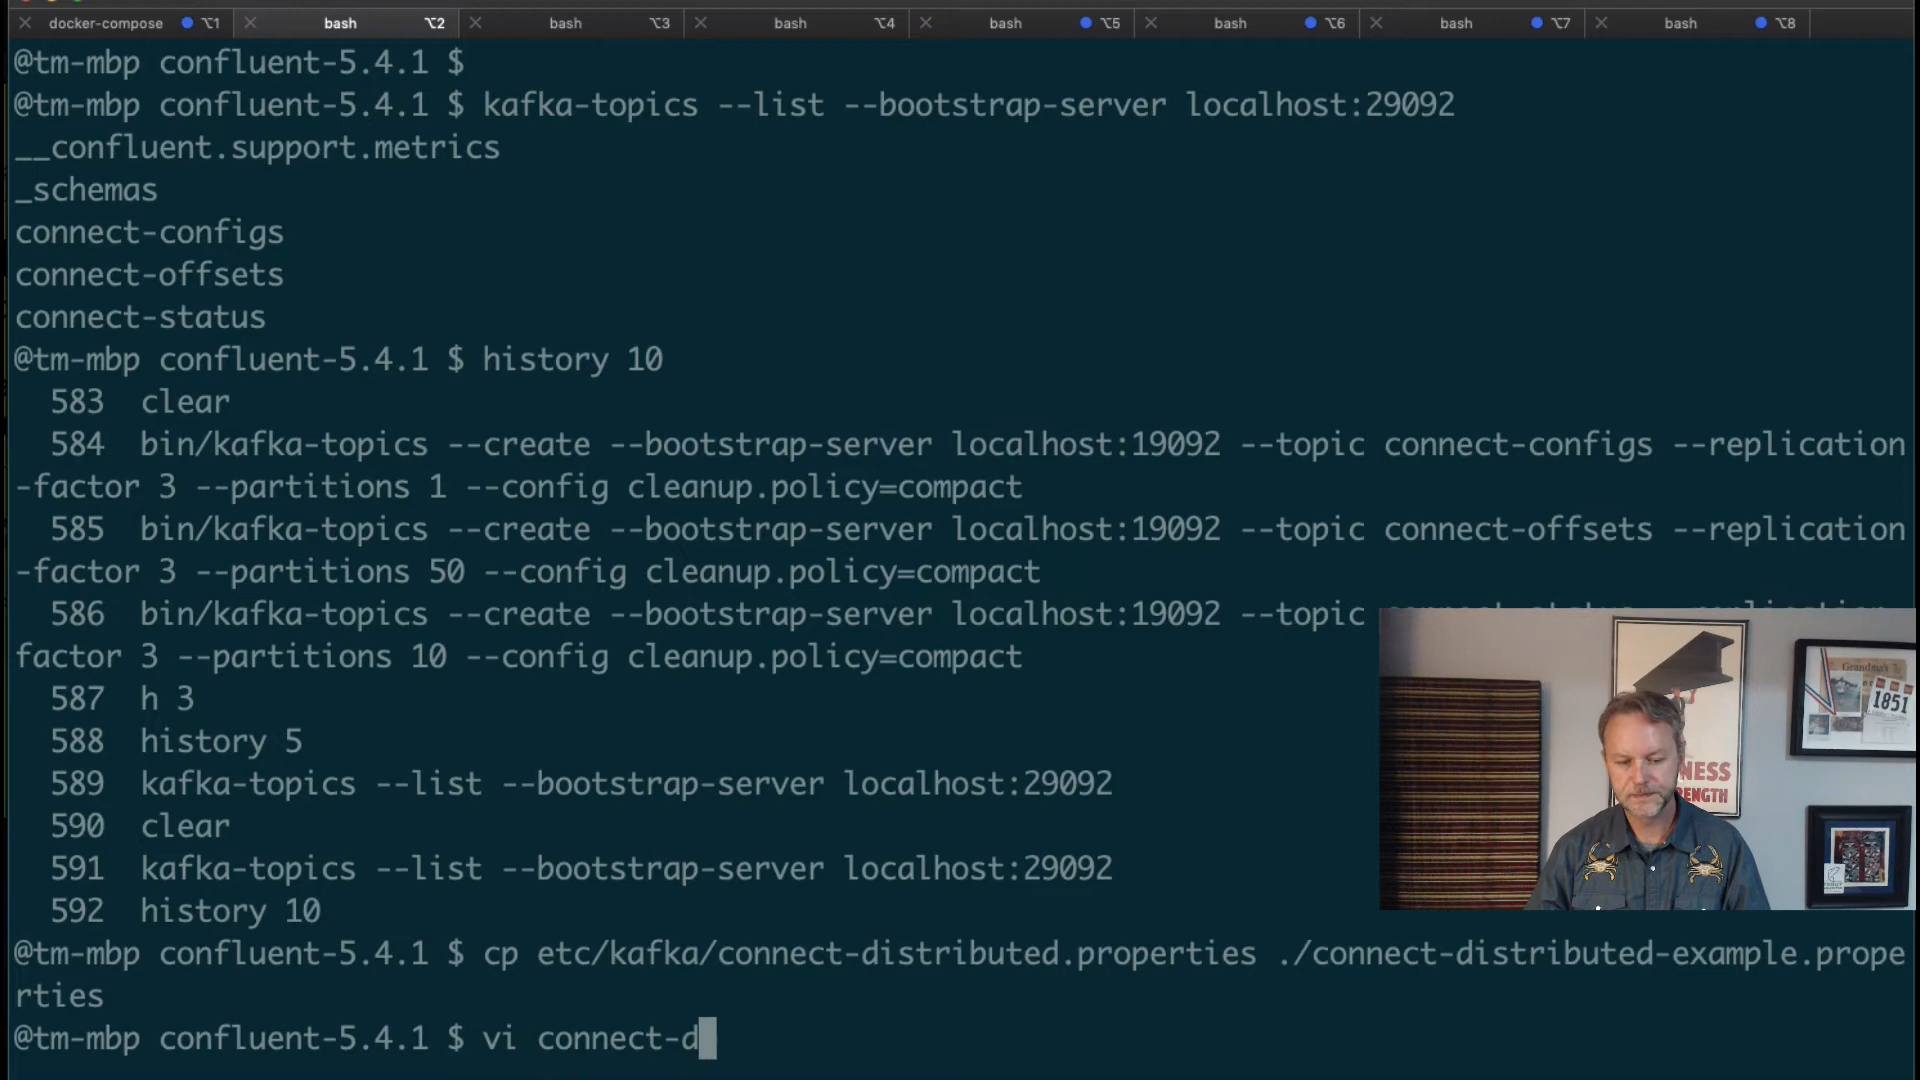 docker-compose ⌥1 bash ⌥2 bash ⌥3 bash ⌥4 bash ⌥5 bash ⌥6 bash ⌥7 bash ⌥8
@tm-mbp confluent-5.4.1 $
@tm-mbp confluent-5.4.1 $ kafka-topics --list --bootstrap-server localhost:29092
__confluent.support.metrics
_schemas
connect-configs
connect-offsets
connect-status
@tm-mbp confluent-5.4.1 $ history 10
583 clear
584 bin/kafka-topics --create --bootstrap-server localhost:19092 --topic connect-configs --replication
-factor 3 --partitions 1 --config cleanup.policy=compact
585 bin/kafka-topics --create --bootstrap-server localhost:19092 --topic connect-offsets --replication
-factor 3 --partitions 50 --config cleanup.policy=compact
586 bin/kafka-topics --create --bootstrap-server localhost:19092 --topic
factor 3 --partitions 10 --config cleanup.policy=compact
587 h 3
588 history 5
589 kafka-topics --list --bootstrap-server localhost:29092
590 clear
591 kafka-topics --list --bootstrap-server localhost:29092
592 history 10
@tm-mbp confluent-5.4.1 $ cp etc/kafka/connect-distributed.properties ./connect-distributed-example.prope
rties
@tm-mbp confluent-5.4.1 $ vi connect-d
Grandma's
1851
NESS
RENGTH